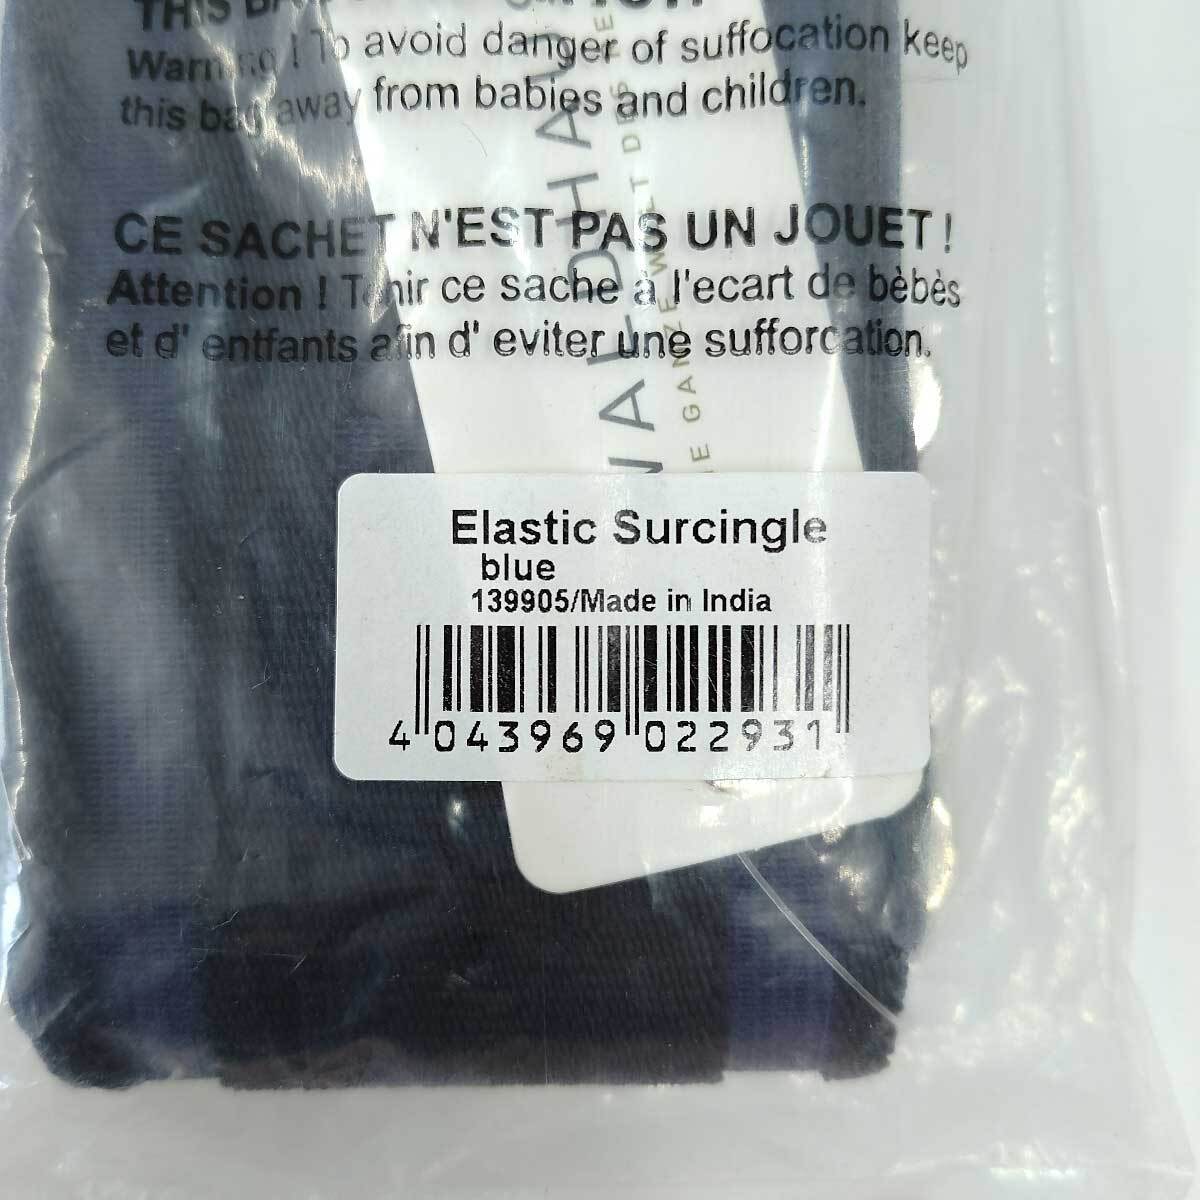 THIS
Warning ! To avoid danger of suffocation keep
this bag away from babies and children.
CE SACHET N'EST PAS UN JOUET !
Attention ! Tenir ce sache à l'ecart de bèbès
et d' entfants afin d' eviter une sufforcation.
Elastic Surcingle
blue
139905/Made in India
4 043969 022931